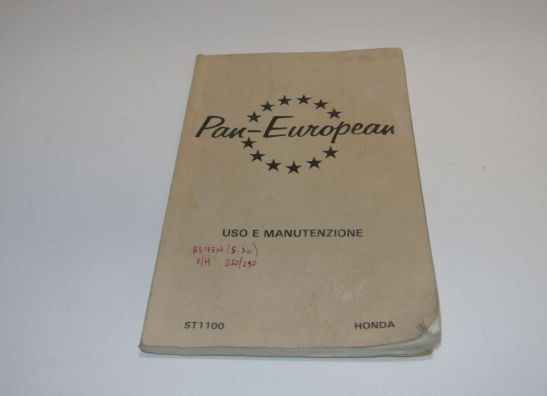 Pan-European
USO E MANUTENZIONE
REIFEN (S. 30)
V/H 250/290
ST1100 HONDA